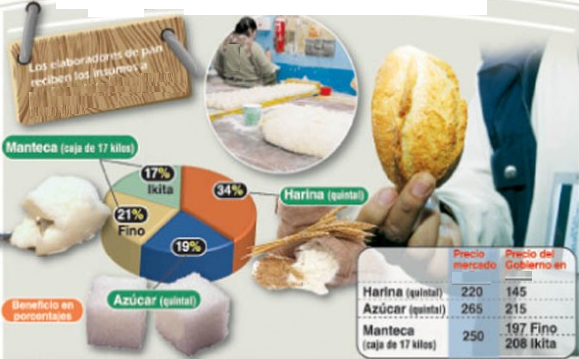 Los elaboradores de pan
reciben los insumos a
Manteca (caja de 17 kilos)
17%
Ikita
34%
Harina (quintal)
21%
Fino
19%
Azúcar (quintal)
Beneficio en
porcentajes
Precio mercado Precio del Gobierno en
Harina (quintal) 220 145
Azúcar (quintal) 265 215
Manteca
(caja de 17 kilos) 250 197 Fino
208 Ikita